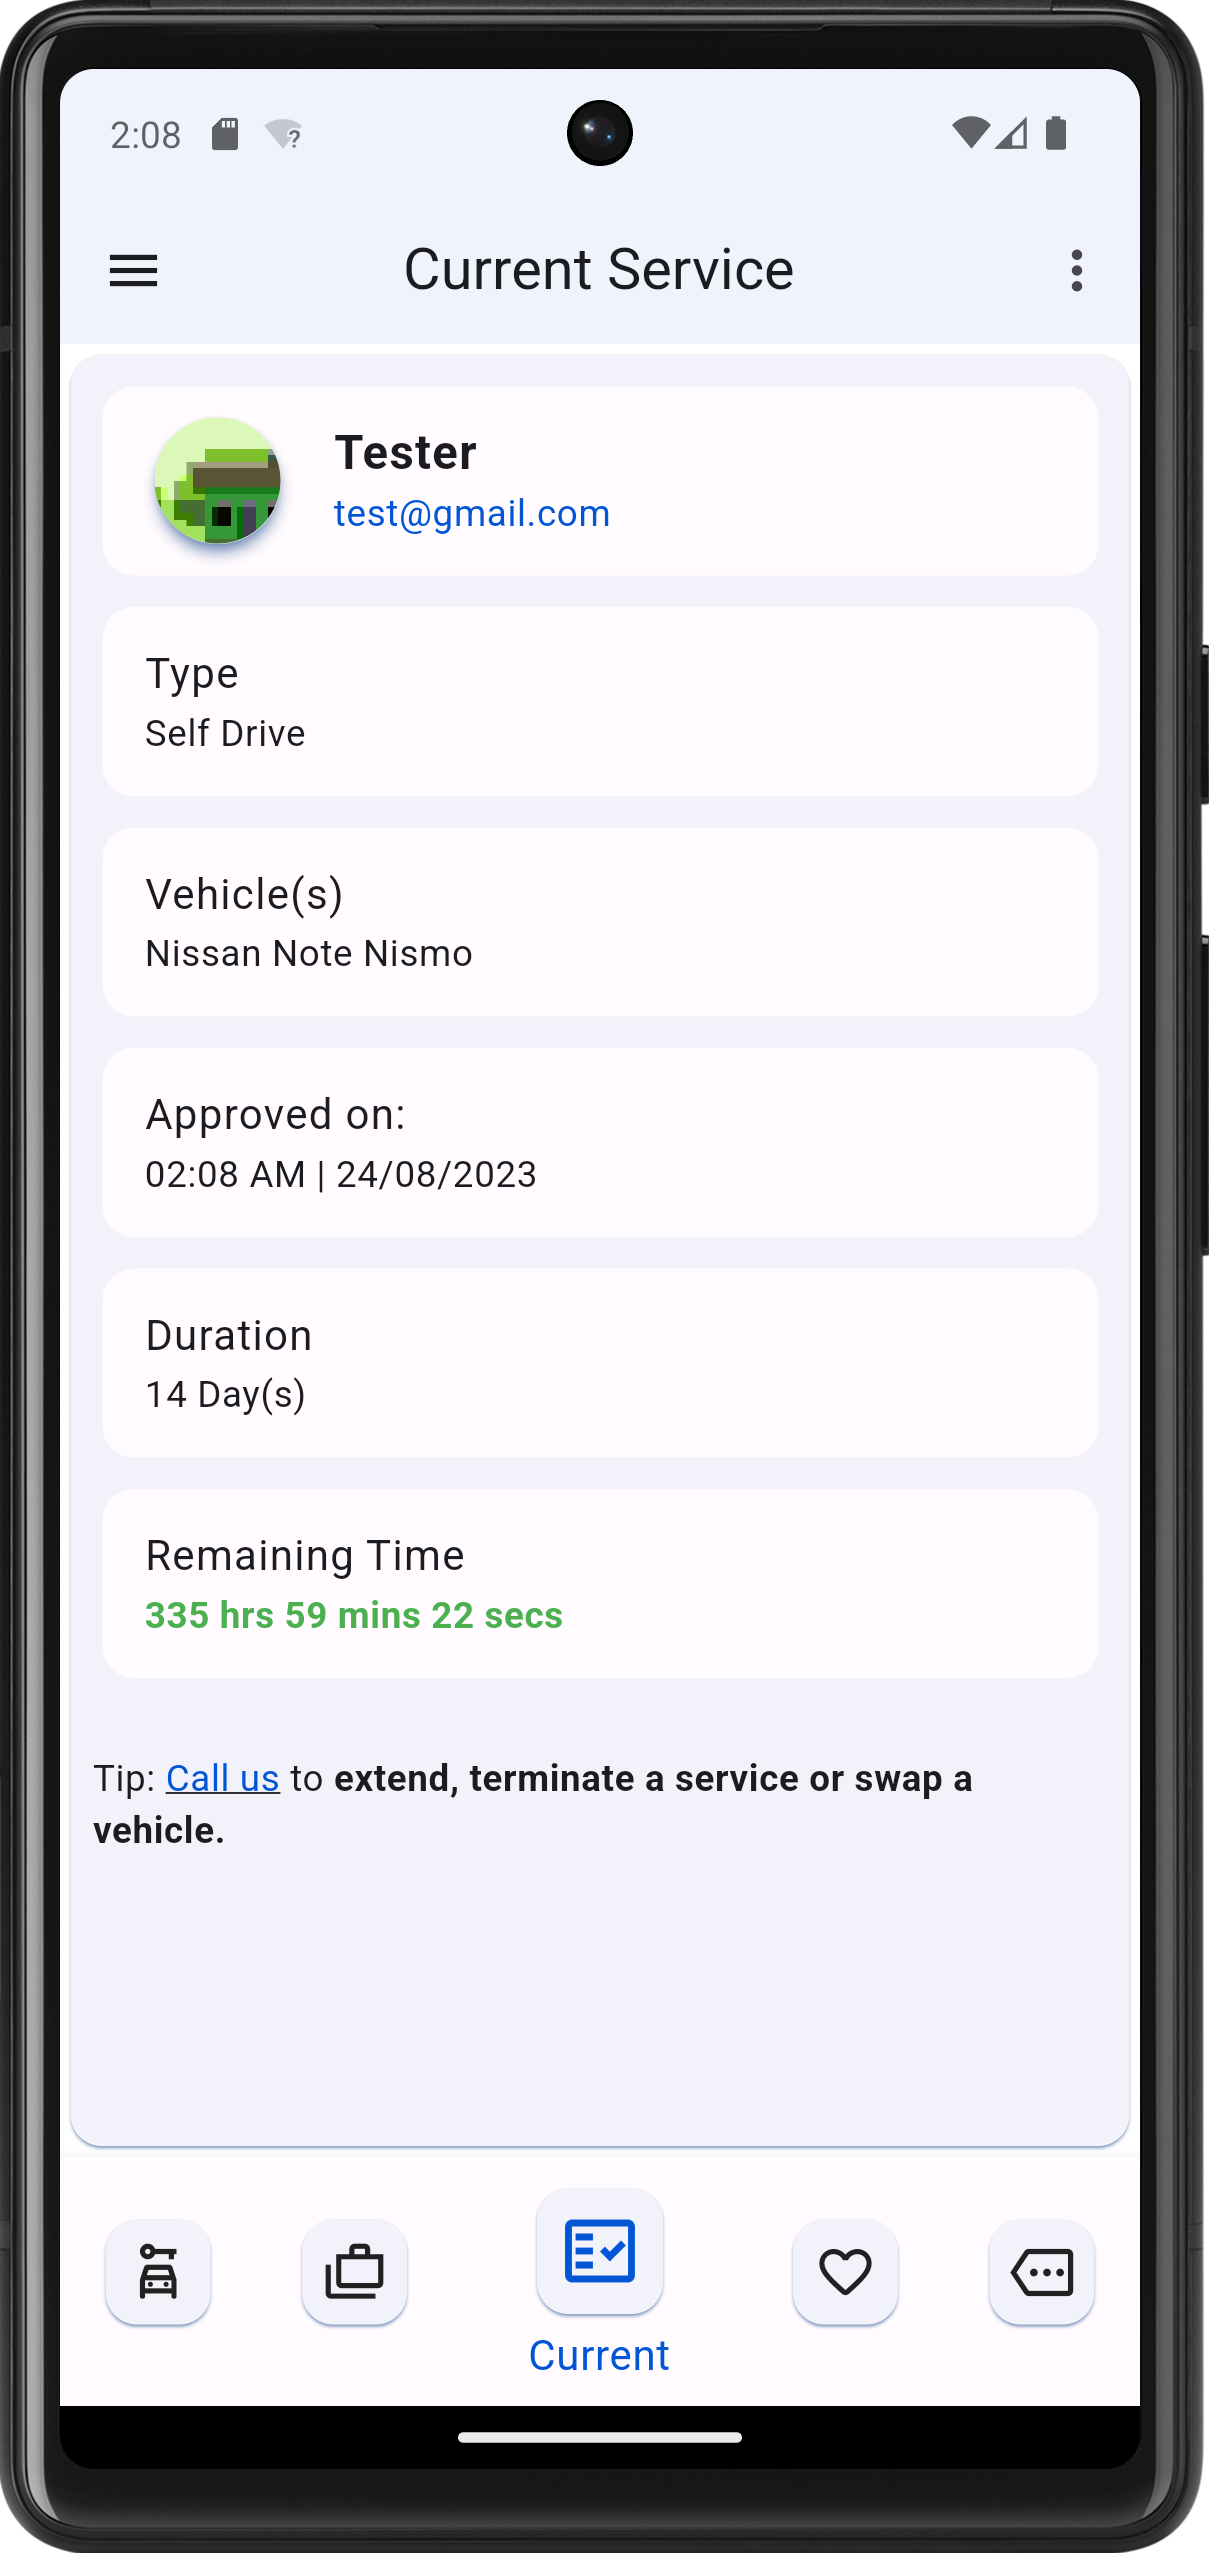 2:08
Current Service
Tester
test@gmail.com
Type
Self Drive
Vehicle(s)
Nissan Note Nismo
Approved on:
02:08 AM | 24/08/2023
Duration
14 Day(s)
Remaining Time
335 hrs 59 mins 22 secs
Tip: Call us to extend, terminate a service or swap a
vehicle.
Current